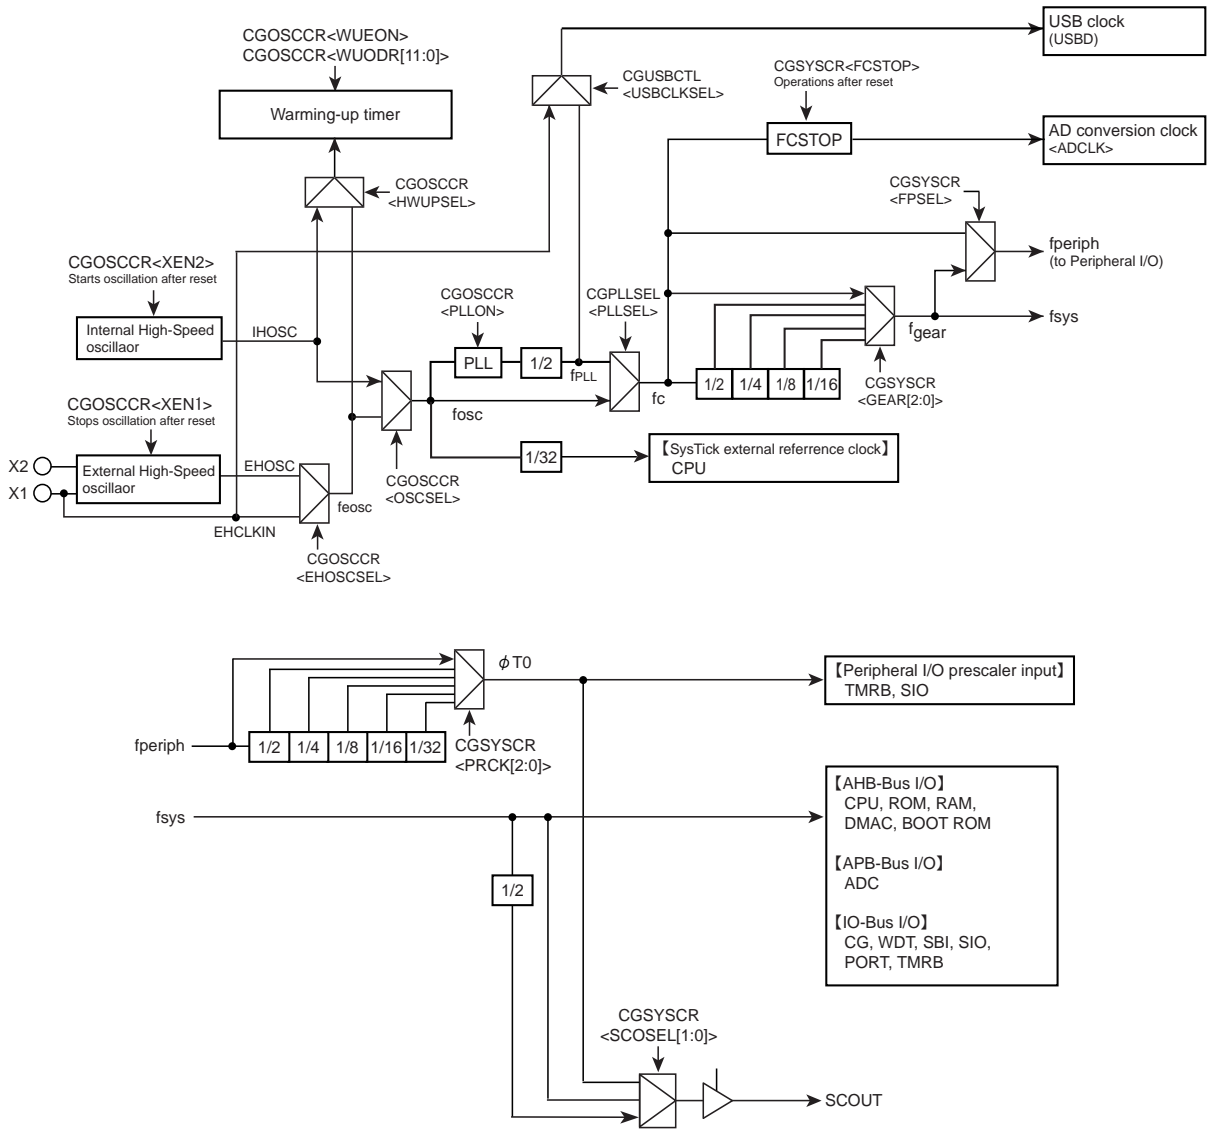 CGOSCCR<WUEON>
CGOSCCR<WUODR[11:0]>
Warming-up timer
CGOSCCR
<HWUPSEL>
CGUSBCTL
<USBCLKSEL>
USB clock
(USBD)
CGSYSCR<FCSTOP>
Operations after reset
FCSTOP
AD conversion clock
<ADCLK>
CGSYSCR
<FPSEL>
fperiph
(to Peripheral I/O)
CGOSCCR<XEN2>
Starts oscillation after reset
Internal High-Speed
oscillaor
IHOSC
CGOSCCR
<PLLON>
PLL
1/2
fPLL
CGPLLSEL
<PLLSEL>
fc
1/2
1/4
1/8
1/16
fgear
fsys
CGSYSCR
<GEAR[2:0]>
CGOSCCR<XEN1>
Stops oscillation after reset
X2
X1
External High-Speed
oscillaor
EHOSC
EHCLKIN
feosc
CGOSCCR
<EHOSCSEL>
fosc
CGOSCCR
<OSCSEL>
1/32
【SysTick external referrence clock】
CPU
fperiph
1/2
1/4
1/8
1/16
1/32
ϕT0
CGSYSCR
<PRCK[2:0]>
【Peripheral I/O prescaler input】
TMRB, SIO
fsys
1/2
【AHB-Bus I/O】
CPU, ROM, RAM,
DMAC, BOOT ROM
【APB-Bus I/O】
ADC
【IO-Bus I/O】
CG, WDT, SBI, SIO,
PORT, TMRB
CGSYSCR
<SCOSEL[1:0]>
SCOUT